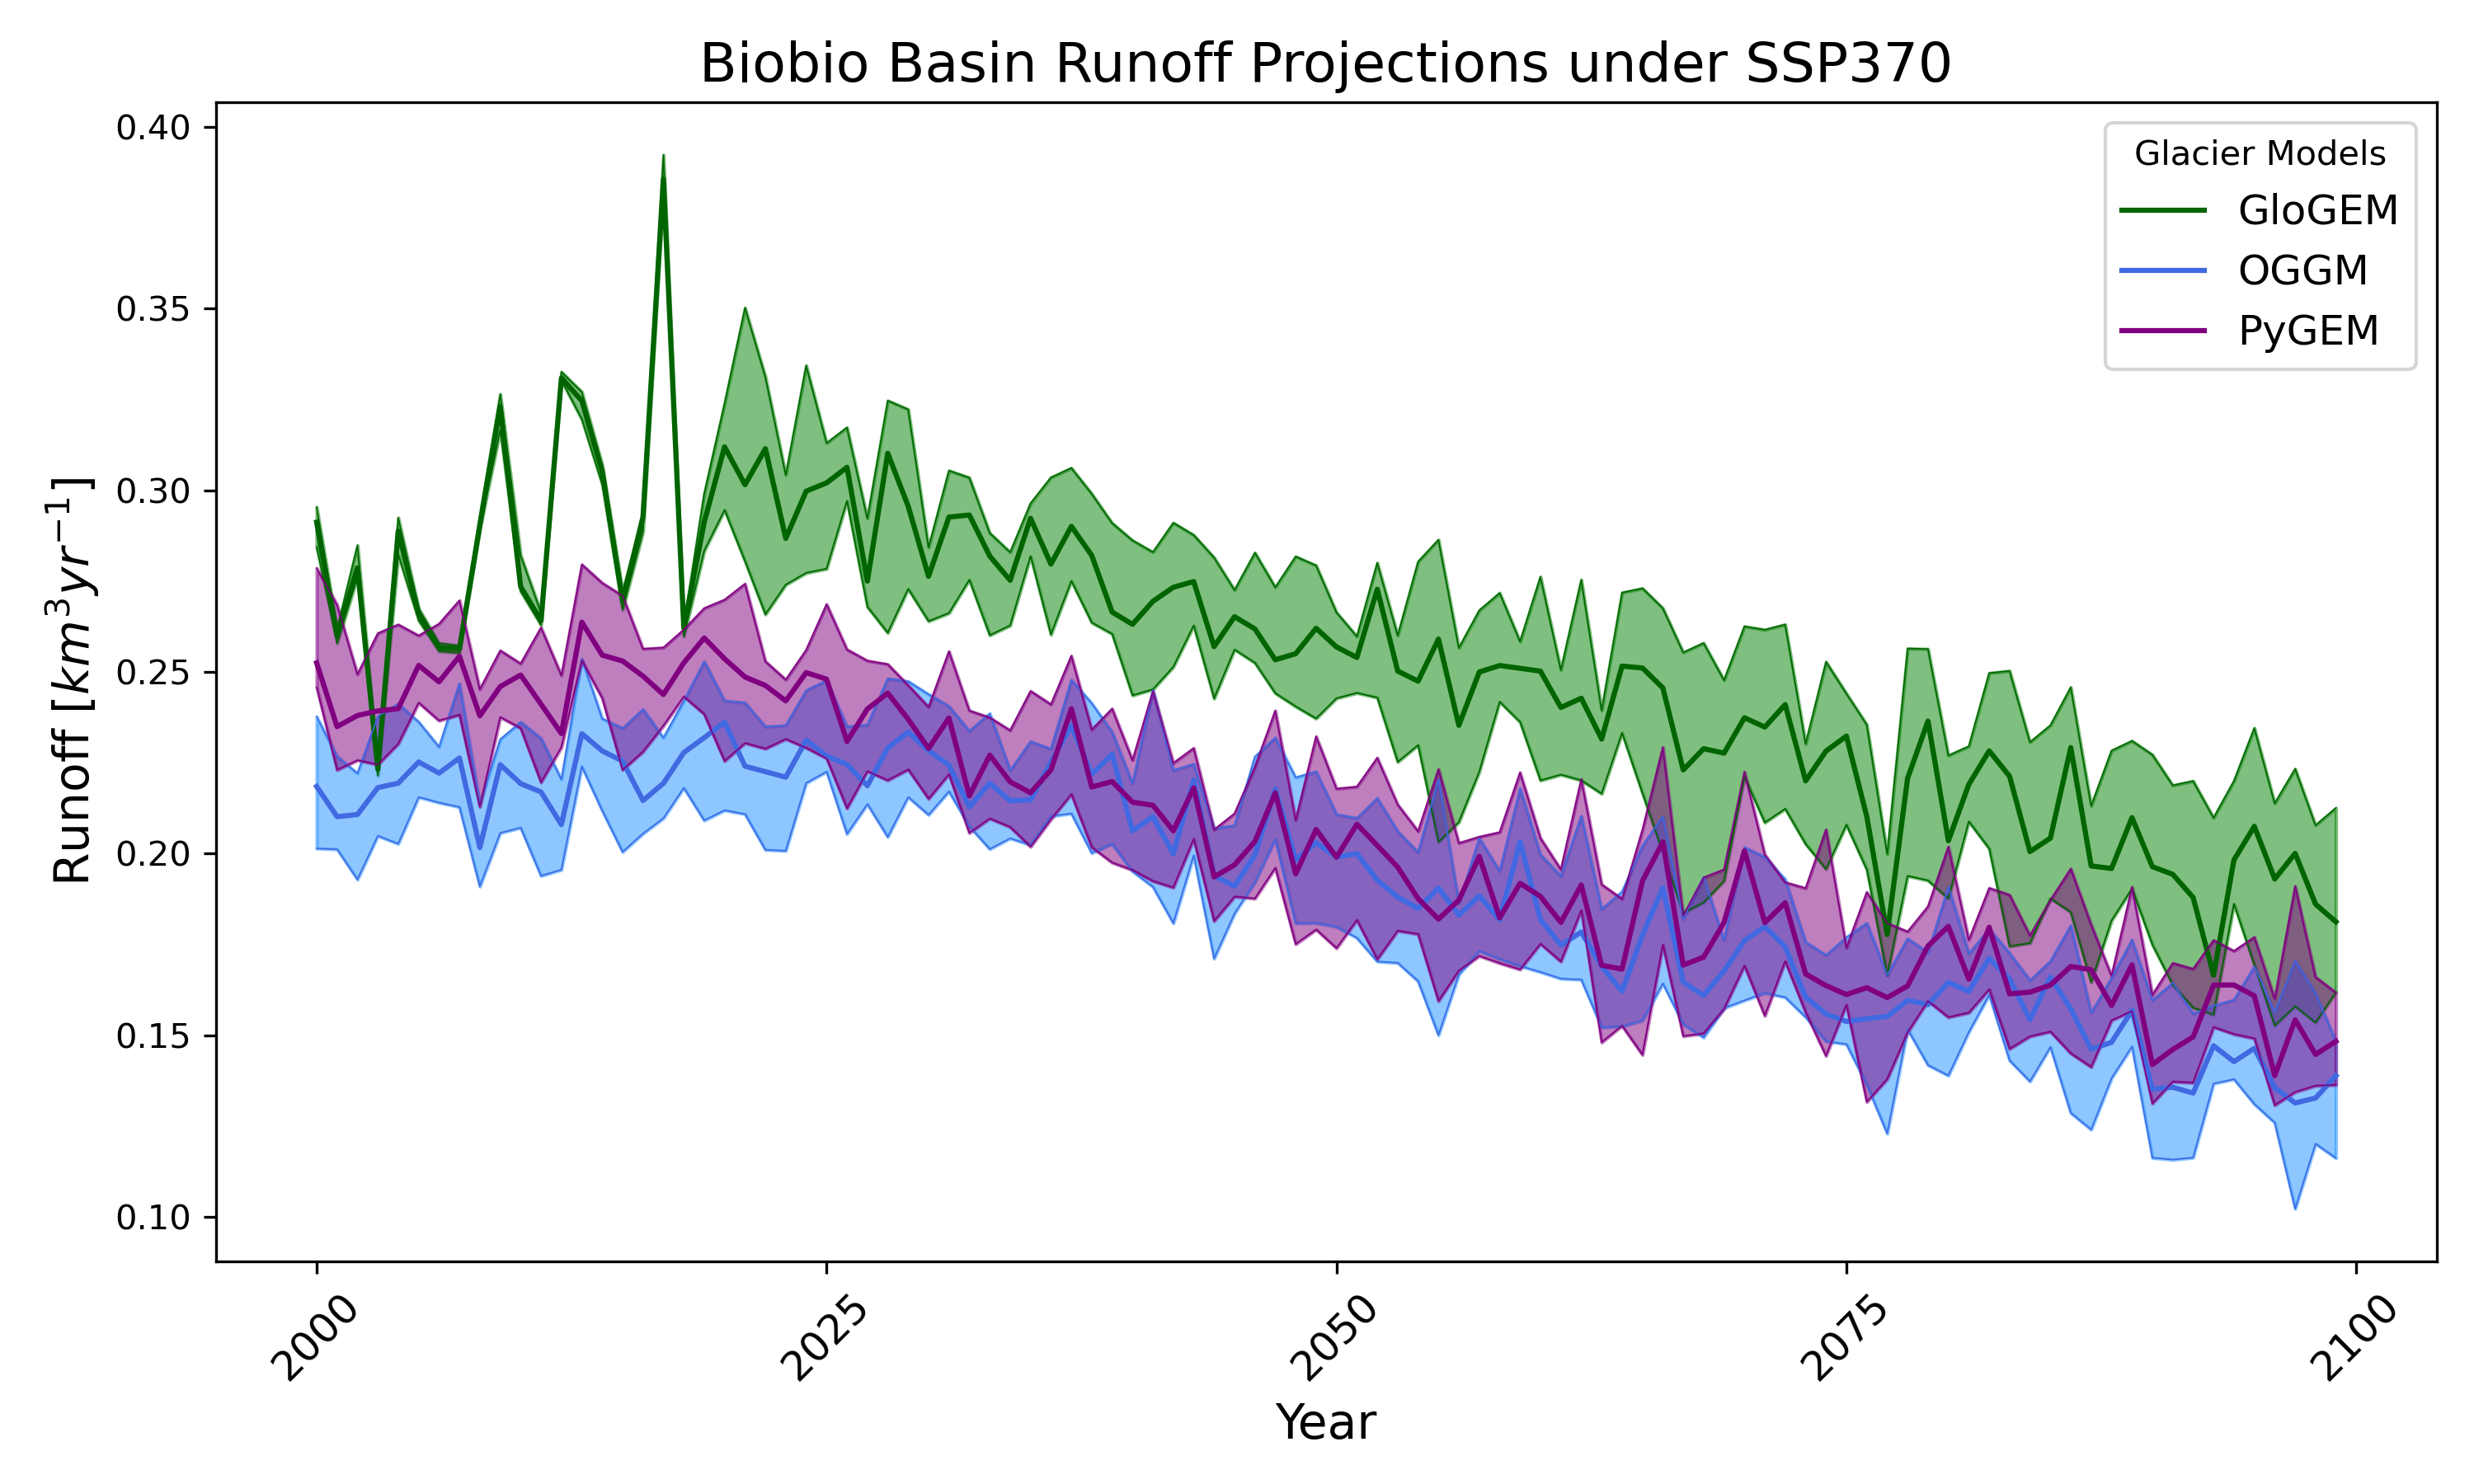 Biobio Basin Runoff Projections under SSP370
Glacier Models
GloGEM
OGGM
PyGEM
Runoff [km³yr⁻¹]
0.40
0.35
0.30
0.25
0.20
0.15
0.10
2000
2025
2050
2075
2100
Year